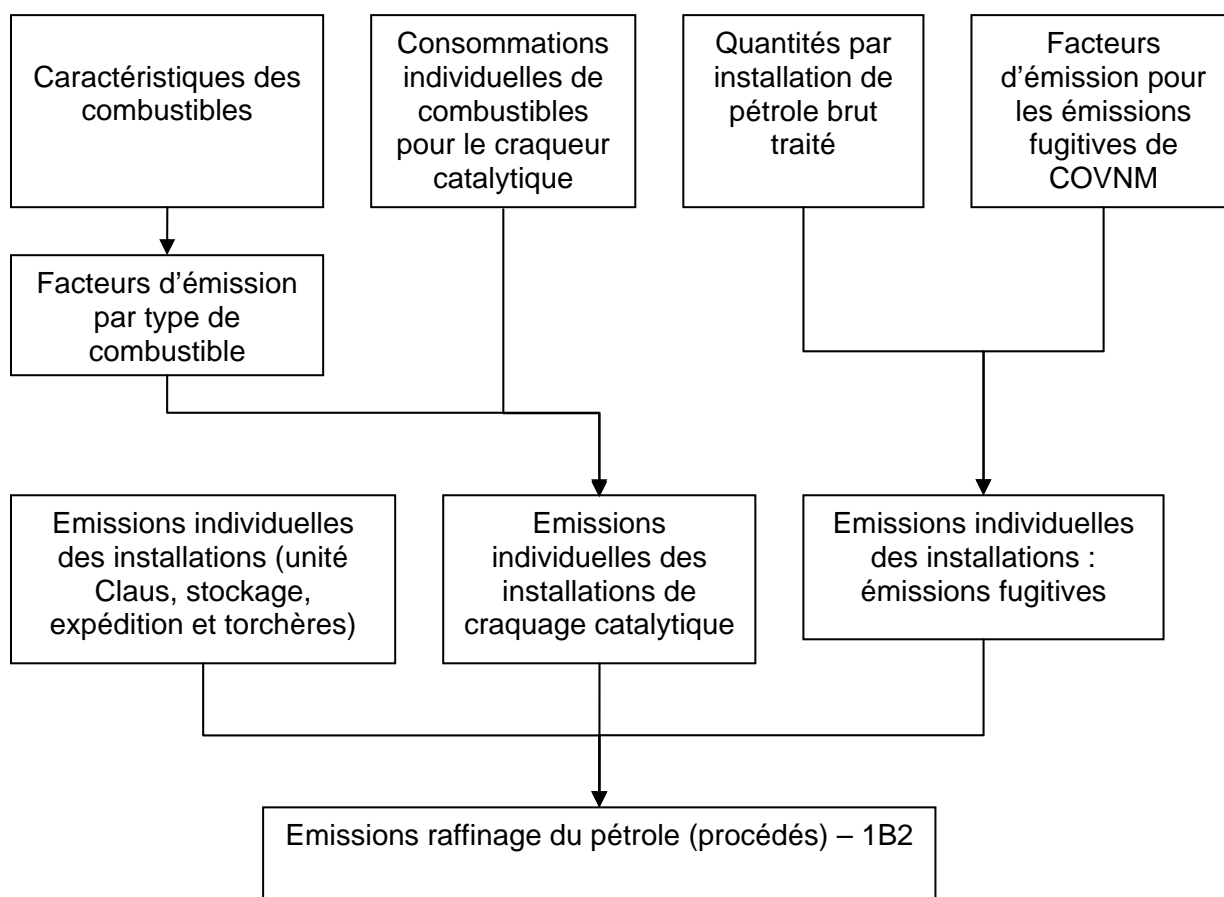 Caractéristiques des
combustibles
Consommations
individuelles de
combustibles
pour le craqueur
catalytique
Quantités par
installation de
pétrole brut
traité
Facteurs
d’émission pour
les émissions
fugitives de
COVNM
Facteurs d’émission
par type de
combustible
Emissions individuelles
des installations (unité
Claus, stockage,
expédition et torchères)
Emissions
individuelles des
installations de
craquage catalytique
Emissions individuelles
des installations :
émissions fugitives
Emissions raffinage du pétrole (procédés) – 1B2